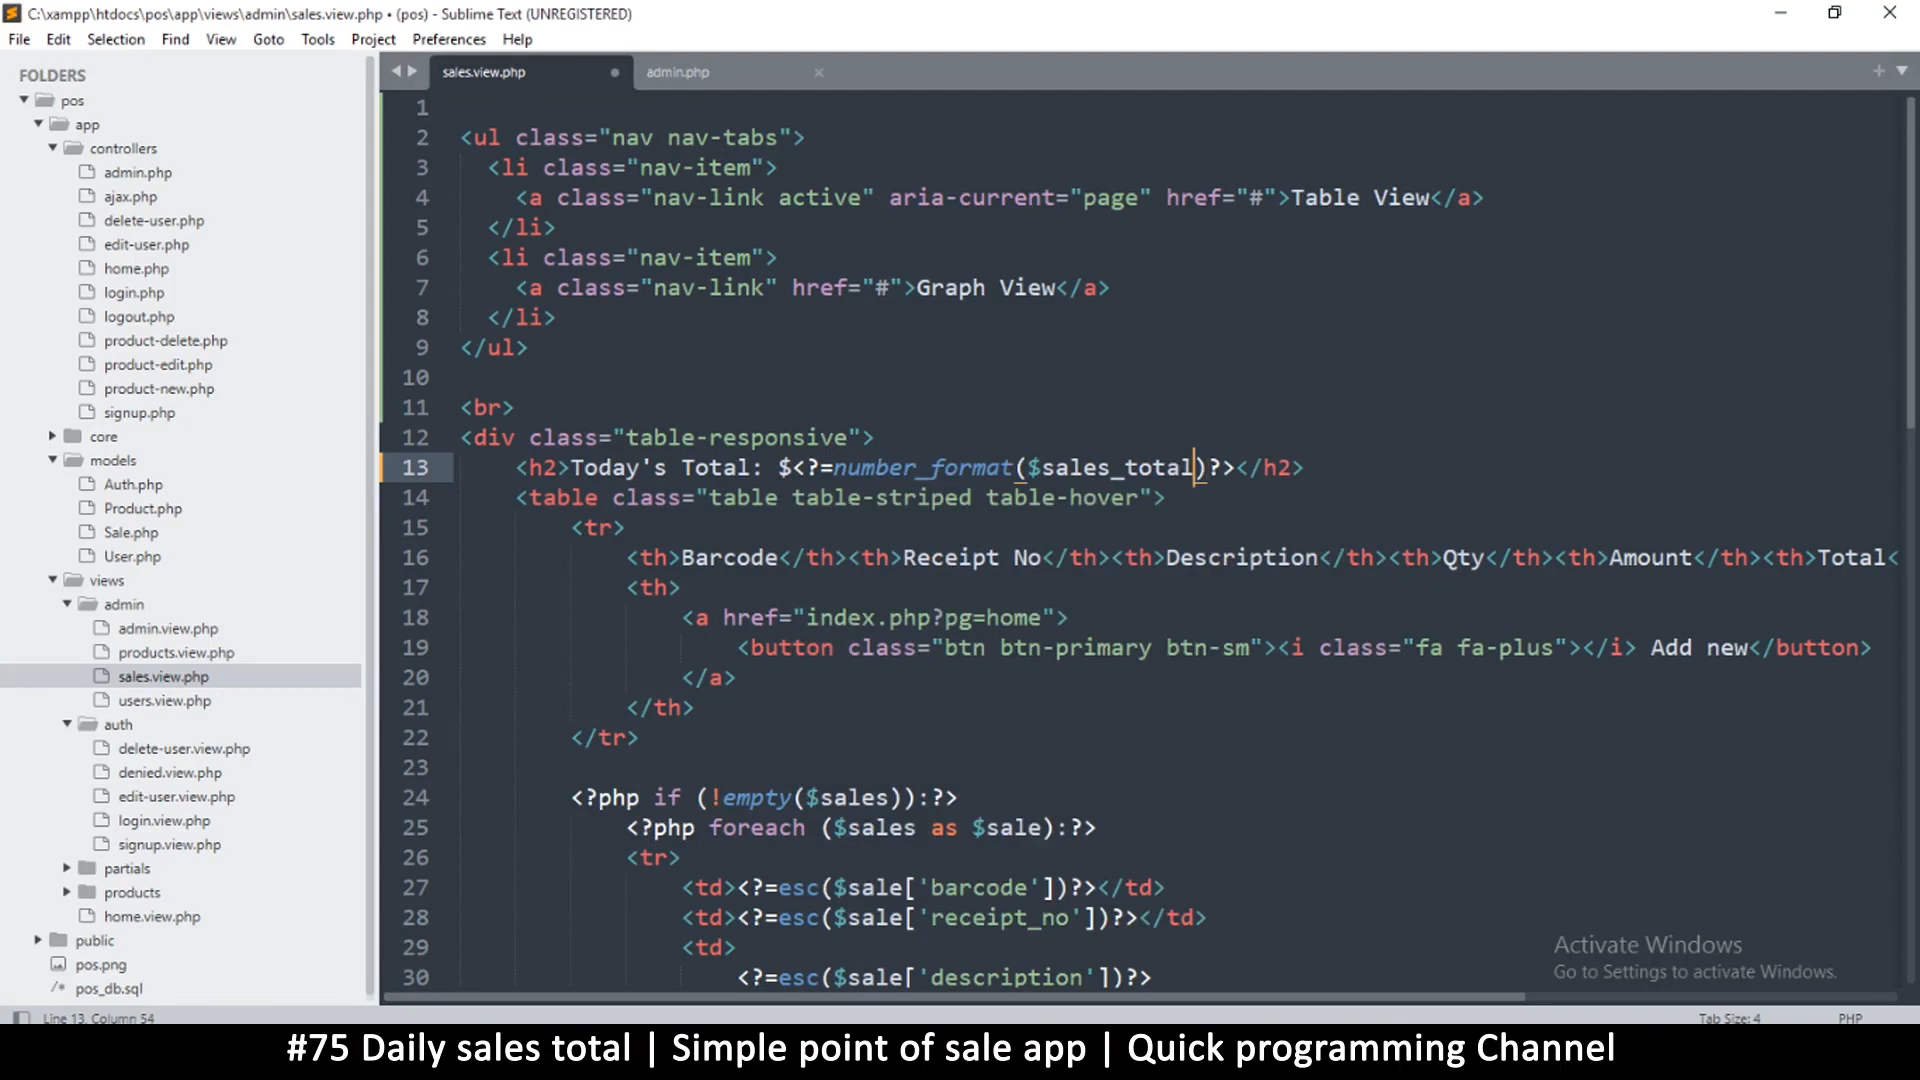 C:\xampp\htdocs\pos\app\views\admin\sales.view.php • (pos) - Sublime Text (UNREGISTERED)
File Edit Selection Find View Goto Tools Project Preferences Help
FOLDERS
pos
app
controllers
admin.php
ajax.php
delete-user.php
edit-user.php
home.php
login.php
logout.php
product-delete.php
product-edit.php
product-new.php
signup.php
core
models
Auth.php
Product.php
Sale.php
User.php
views
admin
admin.view.php
products.view.php
sales.view.php
users.view.php
auth
delete-user.view.php
denied.view.php
edit-user.view.php
login.view.php
signup.view.php
partials
products
home.view.php
public
pos.png
/* pos_db.sql
sales.view.php admin.php
1
2 <ul class="nav nav-tabs">
3 <li class="nav-item">
4 <a class="nav-link active" aria-current="page" href="#">Table View</a>
5 </li>
6 <li class="nav-item">
7 <a class="nav-link" href="#">Graph View</a>
8 </li>
9 </ul>
10
11 <br>
12 <div class="table-responsive">
13 <h2>Today's Total: $<?=number_format($sales_total)?></h2>
14 <table class="table table-striped table-hover">
15 <tr>
16 <th>Barcode</th><th>Receipt No</th><th>Description</th><th>Qty</th><th>Amount</th><th>Total<
17 <th>
18 <a href="index.php?pg=home">
19 <button class="btn btn-primary btn-sm"><i class="fa fa-plus"></i> Add new</button>
20 </a>
21 </th>
22 </tr>
23
24 <?php if (!empty($sales)):?>
25 <?php foreach ($sales as $sale):?>
26 <tr>
27 <td><?=esc($sale['barcode'])?></td>
28 <td><?=esc($sale['receipt_no'])?></td>
29 <td>
30 <?=esc($sale['description'])?>
Activate Windows
Go to Settings to activate Windows.
Line 13, Column 54 Tab Size: 4 PHP
#75 Daily sales total | Simple point of sale app | Quick programming Channel